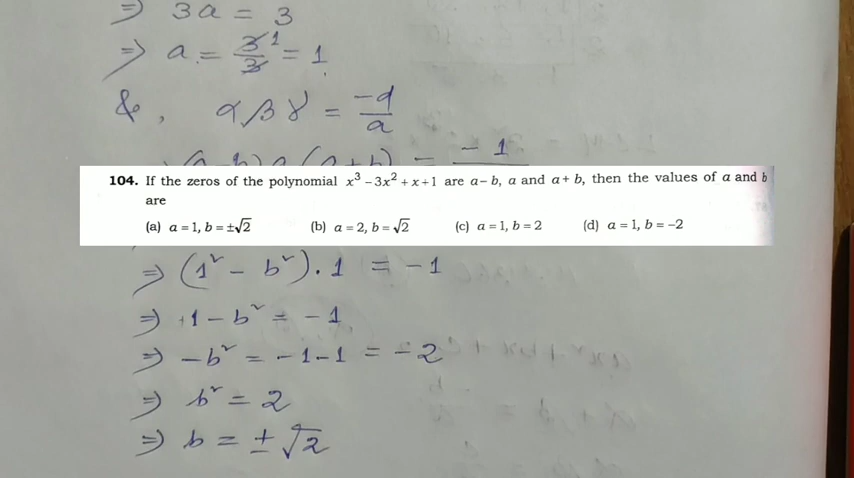 ⇒ 3a = 3
⇒ a = 3/3 = 1
&, αβγ = -d/a
(a-b)a(a+b) = -1
104. If the zeros of the polynomial x³ – 3x² + x + 1 are a – b, a and a + b, then the values of a and b
are
(a) a = 1, b = ±√2 (b) a = 2, b = √2 (c) a = 1, b = 2 (d) a = 1, b = –2
⇒ (1² - b²).1 = -1
⇒ +1 - b² = -1
⇒ -b² = -1-1 = -2
⇒ b² = 2
⇒ b = ±√2